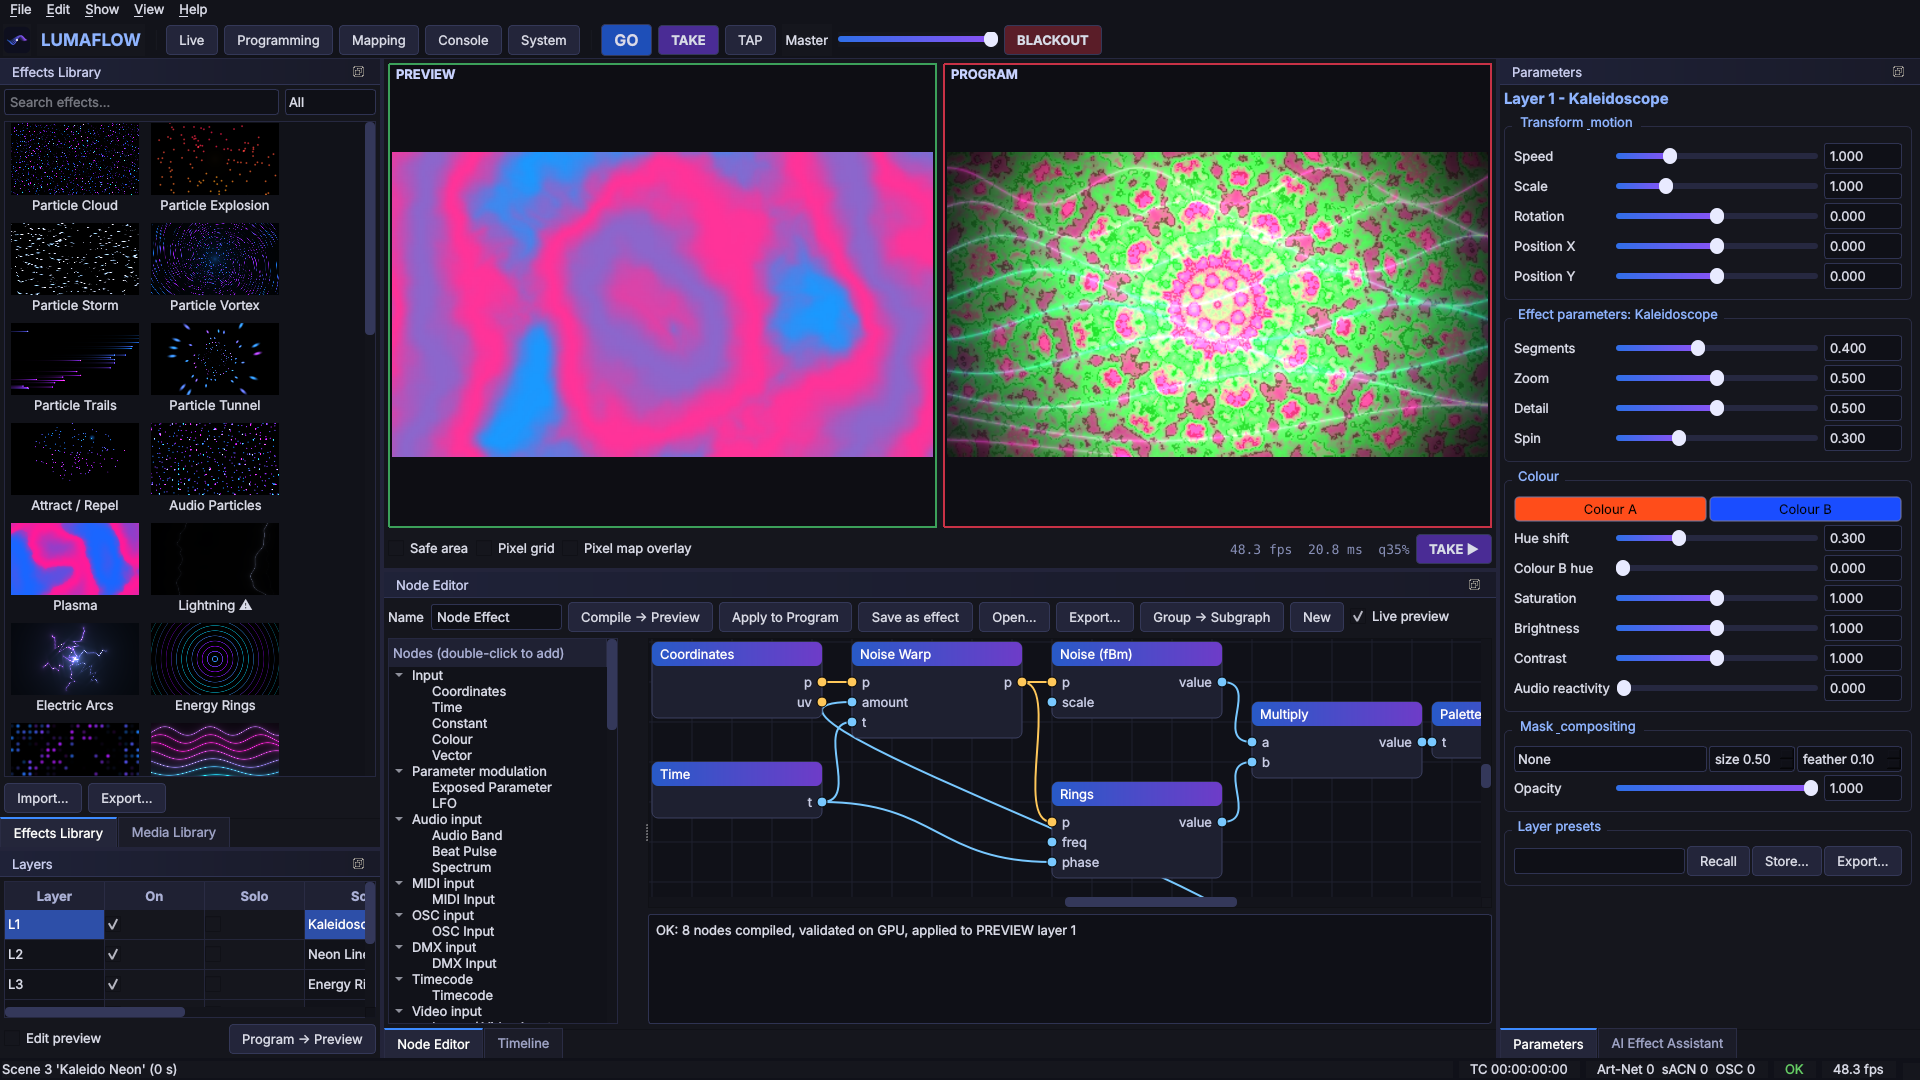 File Edit Show View Help
LUMAFLOW Live Programming Mapping Console System GO TAKE TAP Master BLACKOUT
Effects Library
Search effects... All
Particle Cloud Particle Explosion
Particle Storm Particle Vortex
Particle Trails Particle Tunnel
Attract / Repel Audio Particles
Plasma Lightning ⚠
Electric Arcs Energy Rings
Import... Export...
Effects Library Media Library
Layers
Layer On Solo
L1 ✓ Kaleidosc
L2 ✓ Neon Line
L3 ✓ Energy Ri
Edit preview Program → Preview
PREVIEW
PROGRAM
Safe area Pixel grid Pixel map overlay 48.3 fps 20.8 ms q35% TAKE ▶
Node Editor
Name Node Effect Compile → Preview Apply to Program Save as effect Open... Export... Group → Subgraph New ✓ Live preview
Nodes (double-click to add)
Input
Coordinates
Time
Constant
Colour
Vector
Parameter modulation
Exposed Parameter
LFO
Audio input
Audio Band
Beat Pulse
Spectrum
MIDI input
MIDI Input
OSC input
OSC Input
DMX input
DMX Input
Timecode
Timecode
Video input
Coordinates
p
uv
Noise Warp
p p
amount
t
Noise (fBm)
p value
scale
Time
t
Rings
p value
freq
phase
Multiply
a value
b
Palette
t
OK: 8 nodes compiled, validated on GPU, applied to PREVIEW layer 1
Node Editor Timeline
Parameters
Layer 1 - Kaleidoscope
Transform_motion
Speed 1.000
Scale 1.000
Rotation 0.000
Position X 0.000
Position Y 0.000
Effect parameters: Kaleidoscope
Segments 0.400
Zoom 0.500
Detail 0.500
Spin 0.300
Colour
Colour A Colour B
Hue shift 0.300
Colour B hue 0.000
Saturation 1.000
Brightness 1.000
Contrast 1.000
Audio reactivity 0.000
Mask_compositing
None size 0.50 feather 0.10
Opacity 1.000
Layer presets
Recall Store... Export...
Parameters AI Effect Assistant
Scene 3 'Kaleido Neon' (0 s) TC 00:00:00:00 Art-Net 0 sACN 0 OSC 0 OK 48.3 fps